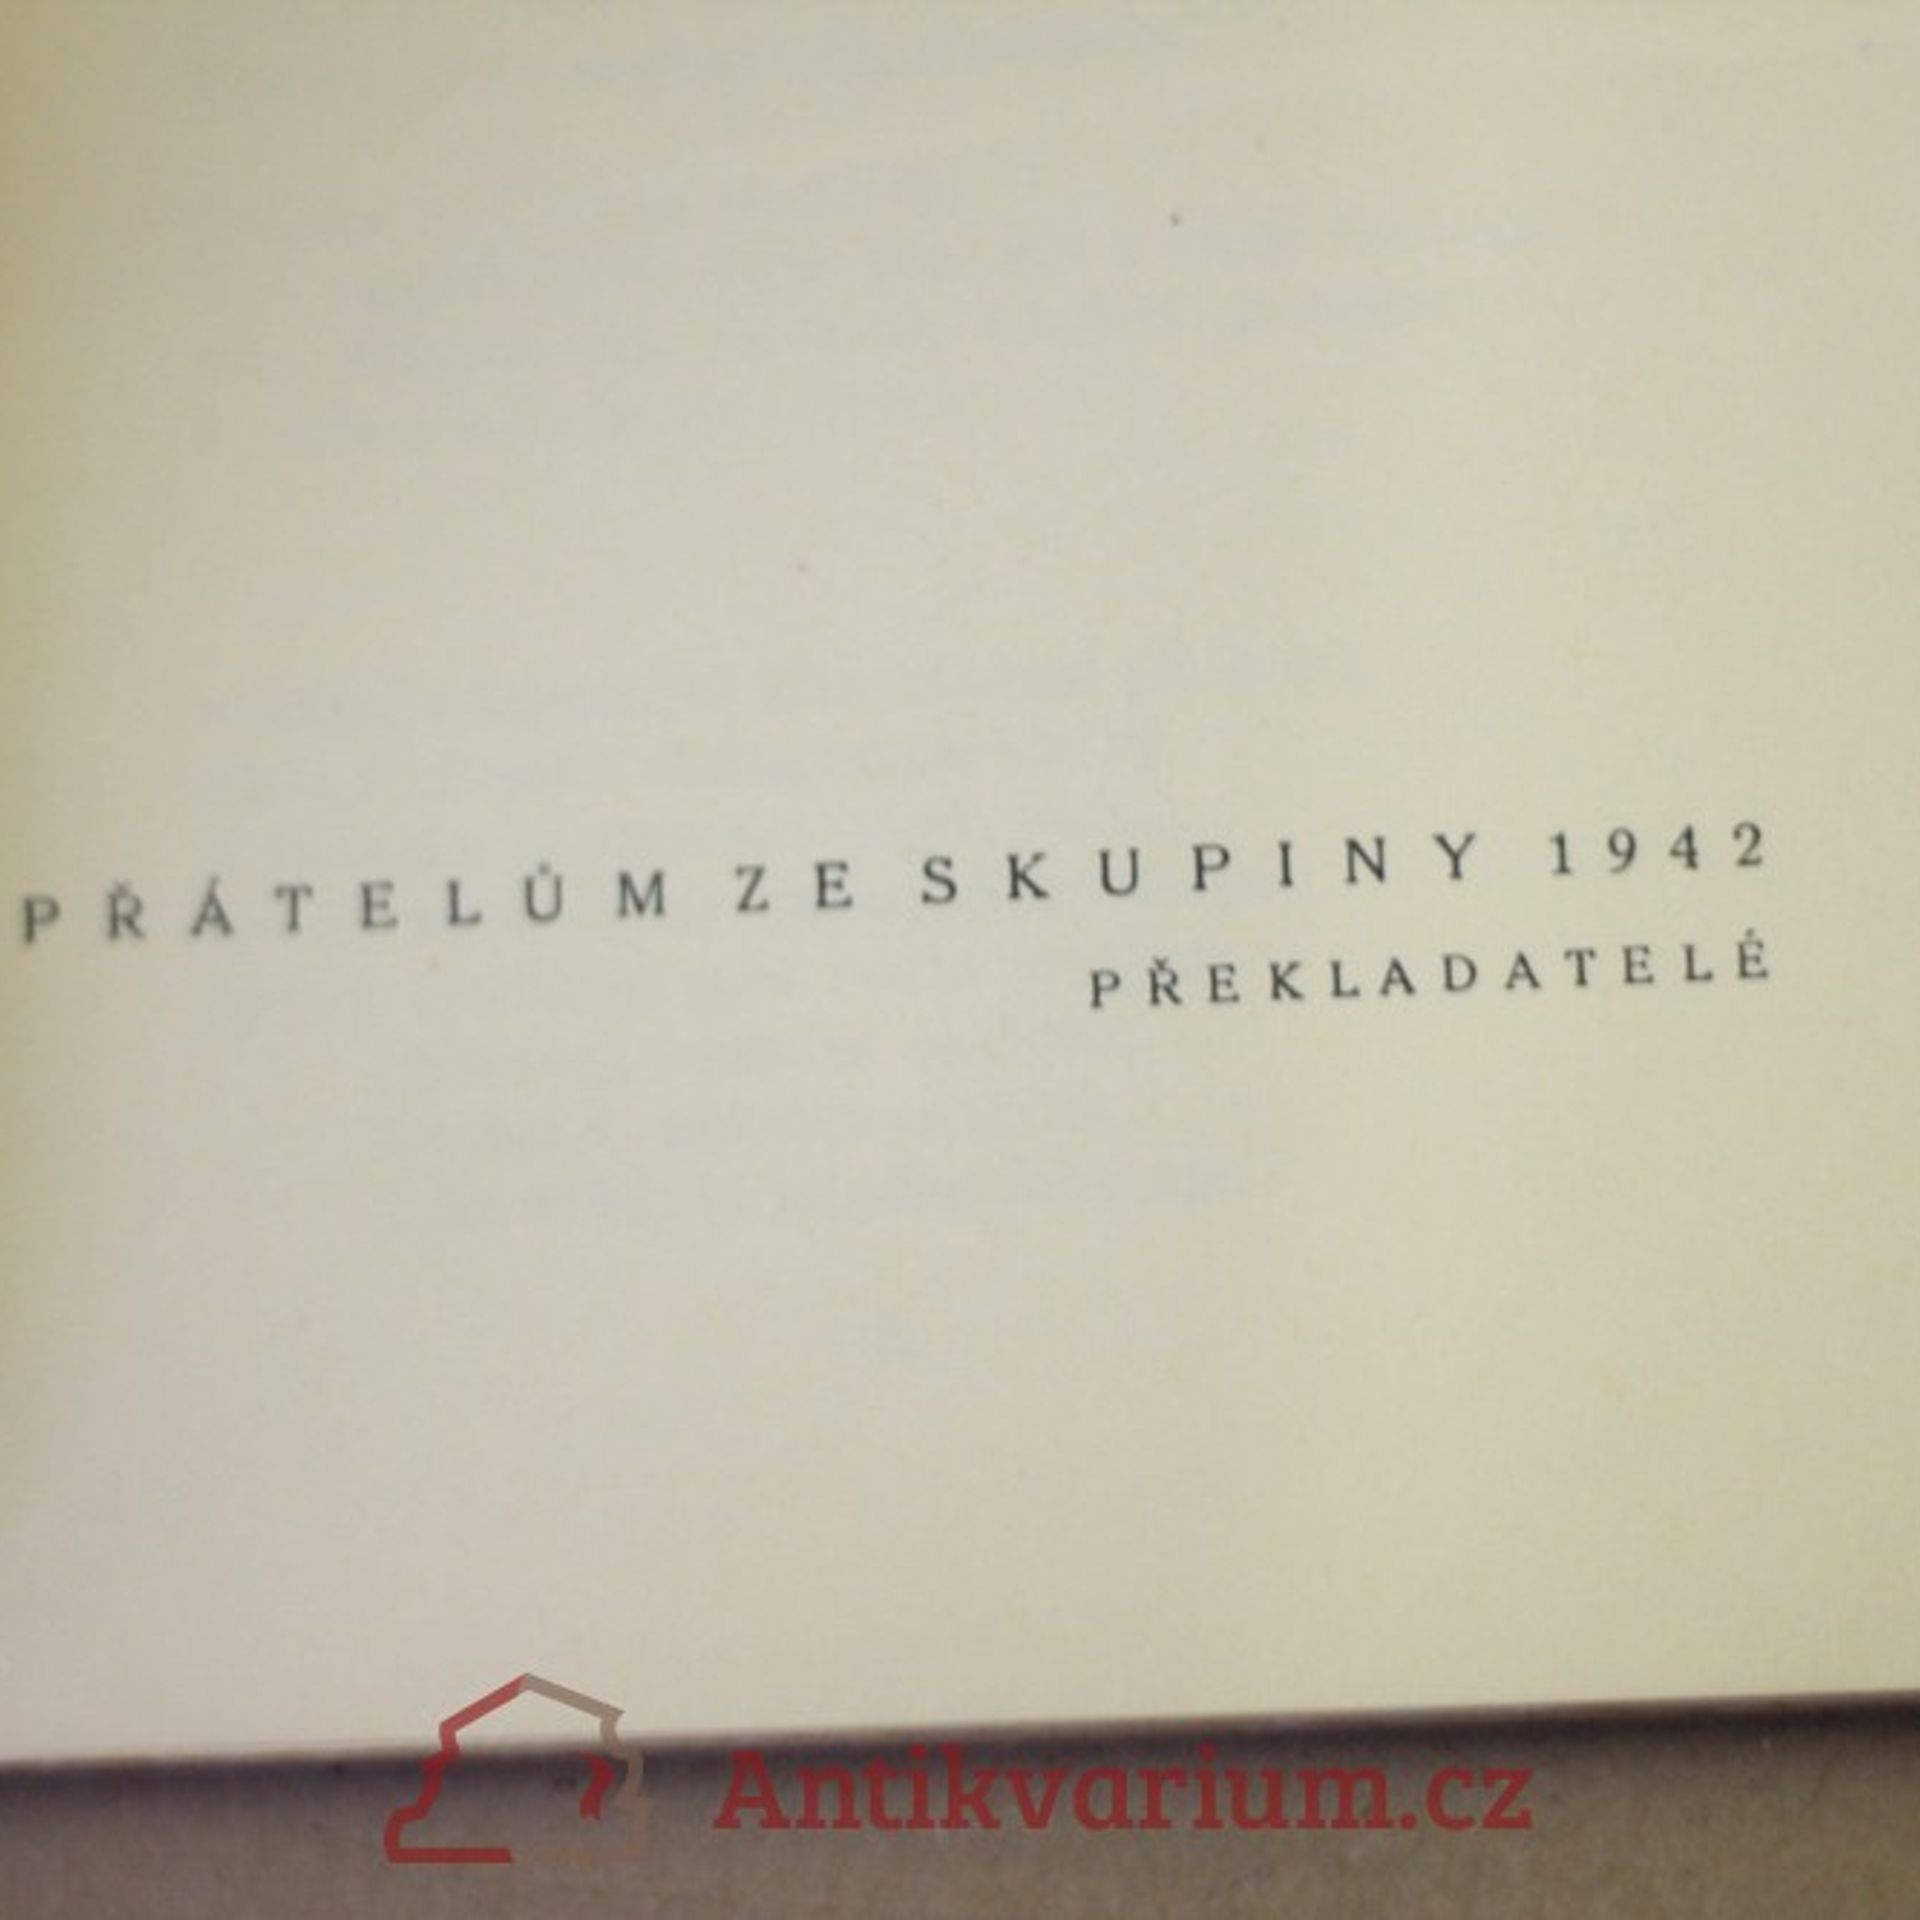 PŘÁTELŮM ZE SKUPINY 1942
PŘEKLADATELÉ
Antikvarium.cz